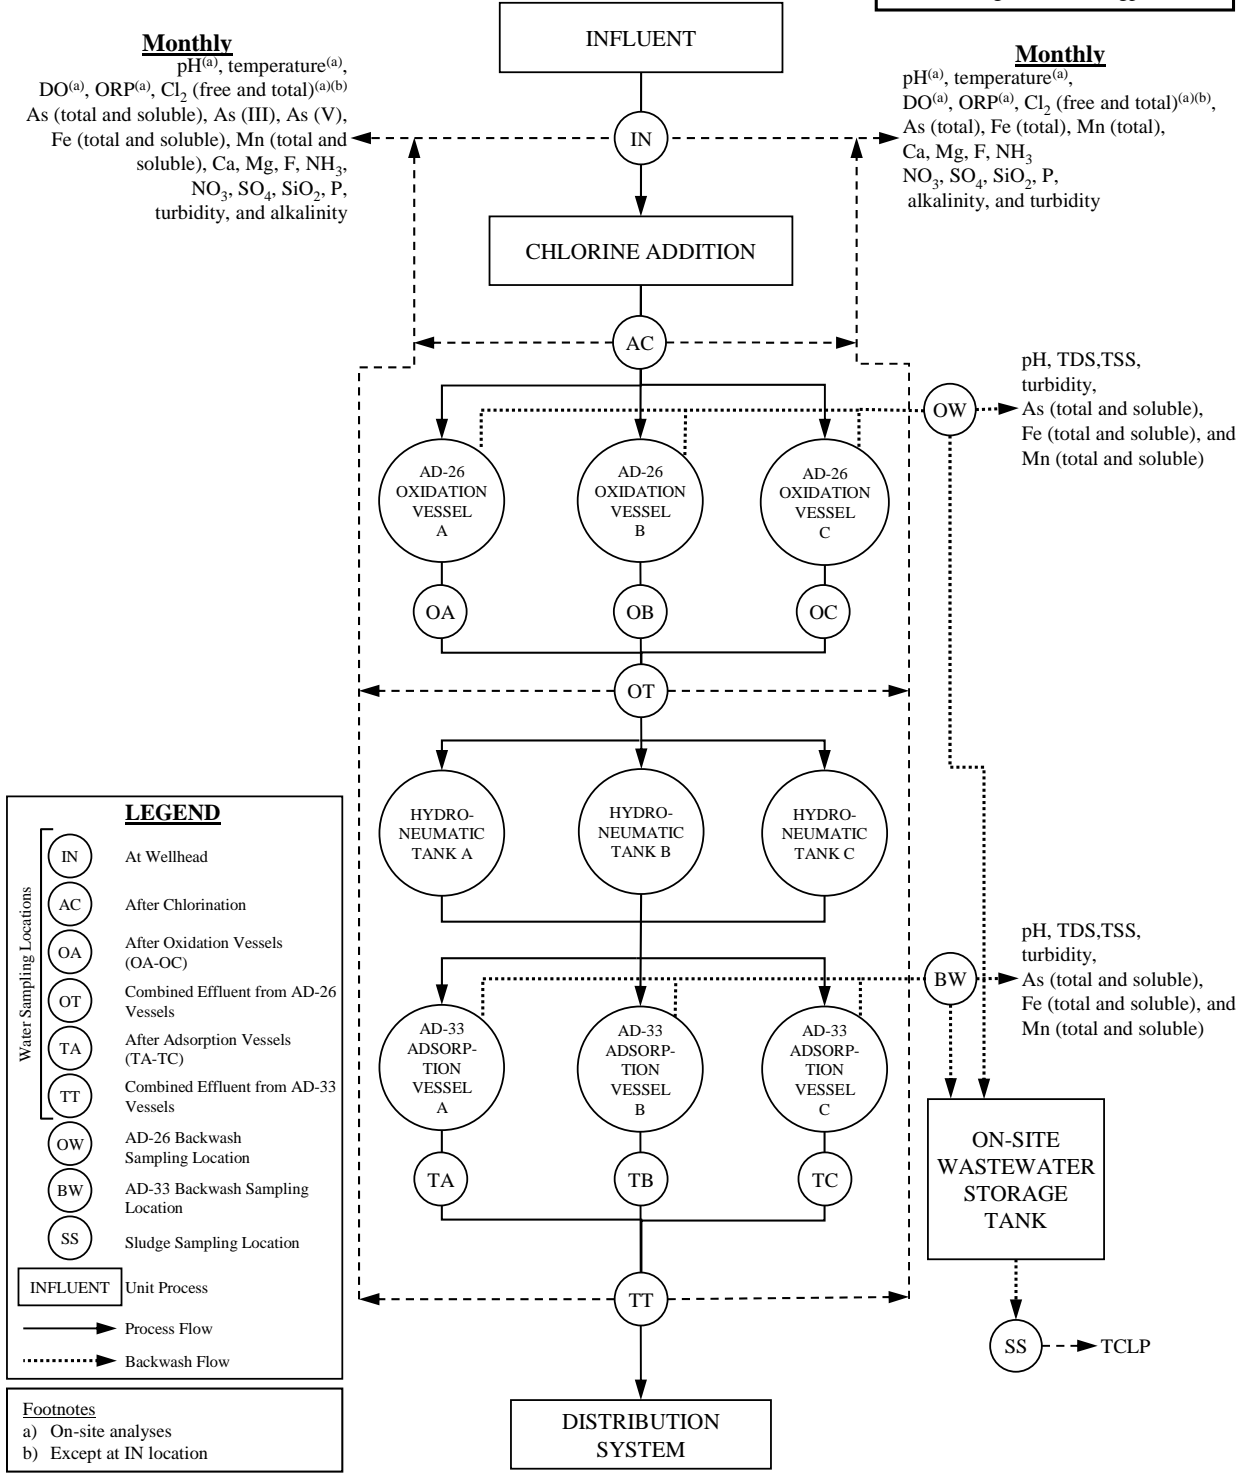 INFLUENT
Monthly
pH(a), temperature(a),
DO(a), ORP(a), Cl2 (free and total)(a)(b)
As (total and soluble), As (III), As (V),
Fe (total and soluble), Mn (total and
soluble), Ca, Mg, F, NH3,
NO3, SO4, SiO2, P,
turbidity, and alkalinity
Monthly
pH(a), temperature(a),
DO(a), ORP(a), Cl2 (free and total)(a)(b),
As (total), Fe (total), Mn (total),
Ca, Mg, F, NH3
NO3, SO4, SiO2, P,
alkalinity, and turbidity
IN
CHLORINE ADDITION
AC
OW
pH, TDS,TSS,
turbidity,
As (total and soluble),
Fe (total and soluble), and
Mn (total and soluble)
AD-26
OXIDATION
VESSEL
A
AD-26
OXIDATION
VESSEL
B
AD-26
OXIDATION
VESSEL
C
OA
OB
OC
OT
HYDRO-
NEUMATIC
TANK A
HYDRO-
NEUMATIC
TANK B
HYDRO-
NEUMATIC
TANK C
BW
pH, TDS,TSS,
turbidity,
As (total and soluble),
Fe (total and soluble), and
Mn (total and soluble)
AD-33
ADSORP-
TION
VESSEL
A
AD-33
ADSORP-
TION
VESSEL
B
AD-33
ADSORP-
TION
VESSEL
C
TA
TB
TC
ON-SITE
WASTEWATER
STORAGE
TANK
TT
SS
TCLP
DISTRIBUTION
SYSTEM
LEGEND
Water Sampling Locations
IN
At Wellhead
AC
After Chlorination
OA
After Oxidation Vessels
(OA-OC)
OT
Combined Effluent from AD-26
Vessels
TA
After Adsorption Vessels
(TA-TC)
TT
Combined Effluent from AD-33
Vessels
OW
AD-26 Backwash
Sampling Location
BW
AD-33 Backwash Sampling
Location
SS
Sludge Sampling Location
INFLUENT
Unit Process
Process Flow
Backwash Flow
Footnotes
a) On-site analyses
b) Except at IN location